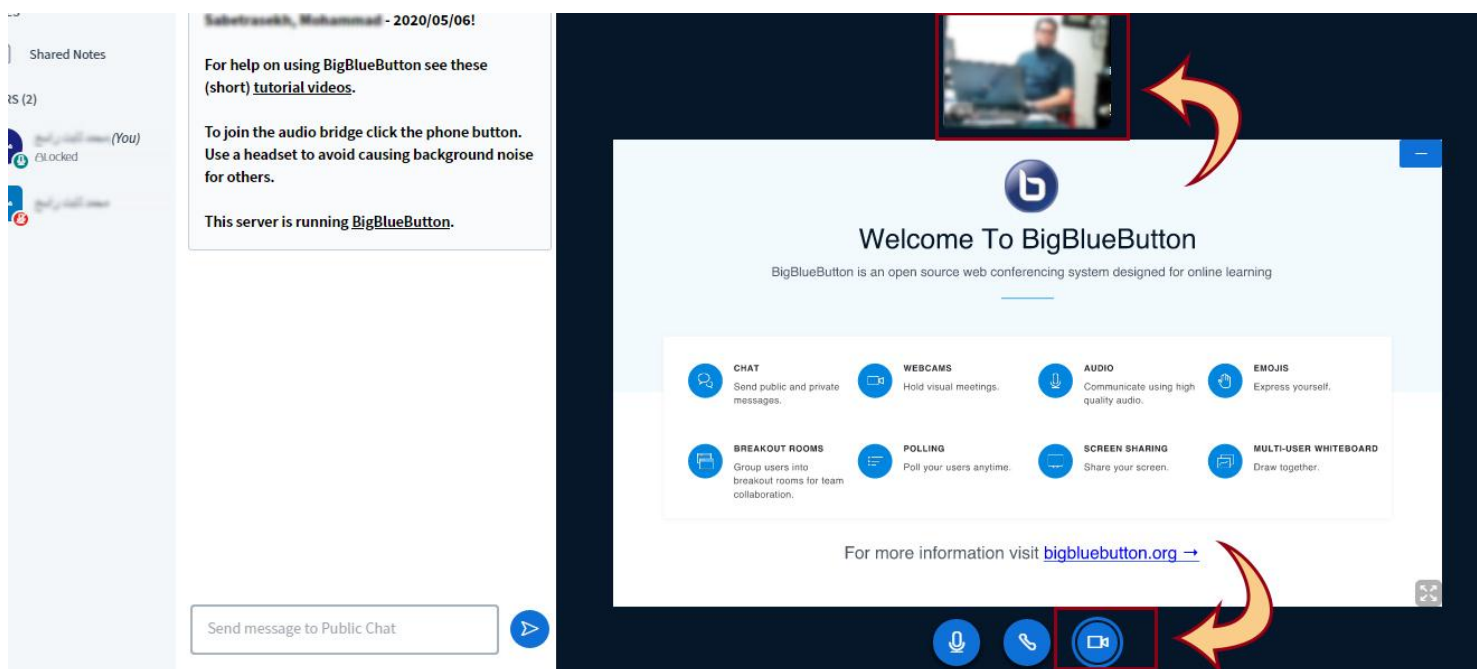 Shared Notes
RS (2)
(You)
Locked
Sabetrasekh, Mohammad - 2020/05/06!
For help on using BigBlueButton see these
(short) tutorial videos.
To join the audio bridge click the phone button.
Use a headset to avoid causing background noise
for others.
This server is running BigBlueButton.
Send message to Public Chat
Welcome To BigBlueButton
BigBlueButton is an open source web conferencing system designed for online learning
CHAT
Send public and private
messages.
WEBCAMS
Hold visual meetings.
AUDIO
Communicate using high
quality audio.
EMOJIS
Express yourself.
BREAKOUT ROOMS
Group users into
breakout rooms for team
collaboration.
POLLING
Poll your users anytime.
SCREEN SHARING
Share your screen.
MULTI-USER WHITEBOARD
Draw together.
For more information visit bigbluebutton.org →